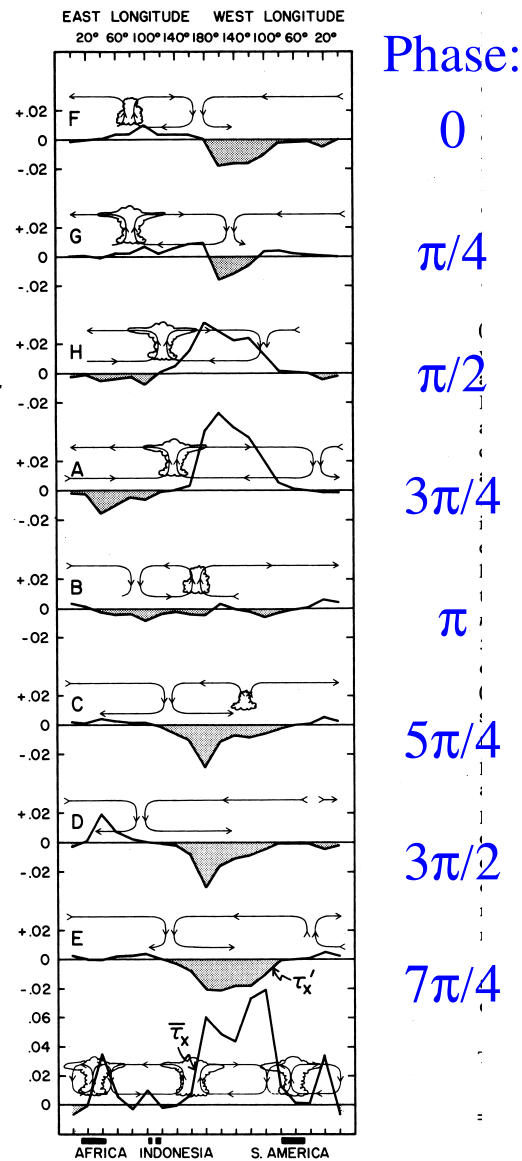 EAST LONGITUDE WEST LONGITUDE
20° 60° 100° 140° 180° 140° 100° 60° 20°
Phase:
+.02
F
0
-.02
0
+.02
G
0
-.02
π/4
+.02
H
0
-.02
π/2
+.02
A
0
-.02
3π/4
+.02
B
0
-.02
π
+.02
C
0
-.02
5π/4
+.02
D
0
-.02
3π/2
+.02
E
0
-.02
τx'
7π/4
.06
.04
τ̅x
.02
0
AFRICA INDONESIA S. AMERICA